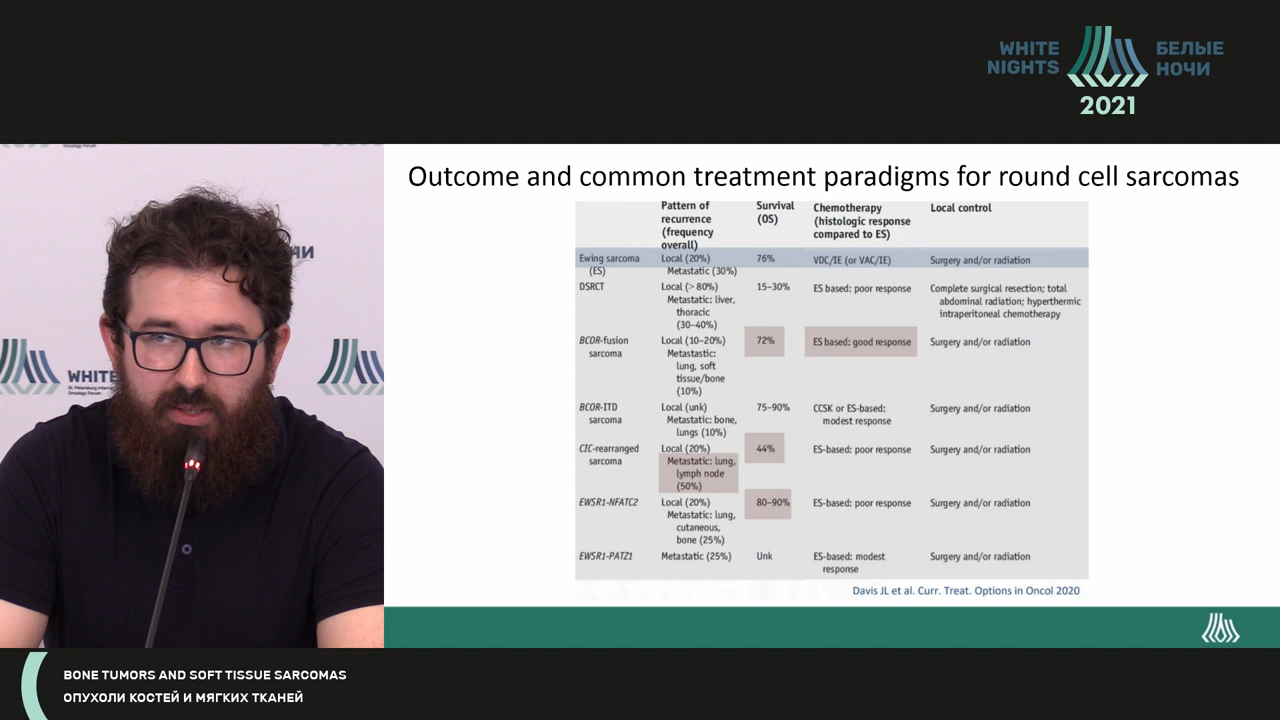 WHITE
NIGHTS
БЕЛЫЕ
НОЧИ
2021
Oncology Forum
WHITE
St. Petersburg Intern
Oncology Forum
Outcome and common treatment paradigms for round cell sarcomas
Pattern of
recurrence
(frequency
overall)
Survival
(OS)
Chemotherapy
(histologic response
compared to ES)
Local control
Ewing sarcoma
(ES)
Local (20%)
Metastatic (30%)
76%
VDC/IE (or VAC/IE)
Surgery and/or radiation
DSRCT
Local (> 80%)
Metastatic: liver,
thoracic
(30–40%)
15–30%
ES based: poor response
Complete surgical resection; total
abdominal radiation; hyperthermic
intraperitoneal chemotherapy
BCOR-fusion
sarcoma
Local (10–20%)
Metastastic:
lung, soft
tissue/bone
(10%)
72%
ES based: good response
Surgery and/or radiation
BCOR-ITD
sarcoma
Local (unk)
Metastatic: bone,
lungs (10%)
75–90%
CCSK or ES-based:
modest response
Surgery and/or radiation
CIC-rearranged
sarcoma
Local (20%)
Metastatic: lung,
lymph node
(50%)
44%
ES-based: poor response
Surgery and/or radiation
EWSR1-NFATC2
Local (20%)
Metastatic: lung,
cutaneous,
bone (25%)
80–90%
ES-based: poor response
Surgery and/or radiation
EWSR1-PATZ1
Metastatic (25%)
Unk
ES-based: modest
response
Surgery and/or radiation
Davis JL et al. Curr. Treat. Options in Oncol 2020
BONE TUMORS AND SOFT TISSUE SARCOMAS
ОПУХОЛИ КОСТЕЙ И МЯГКИХ ТКАНЕЙ